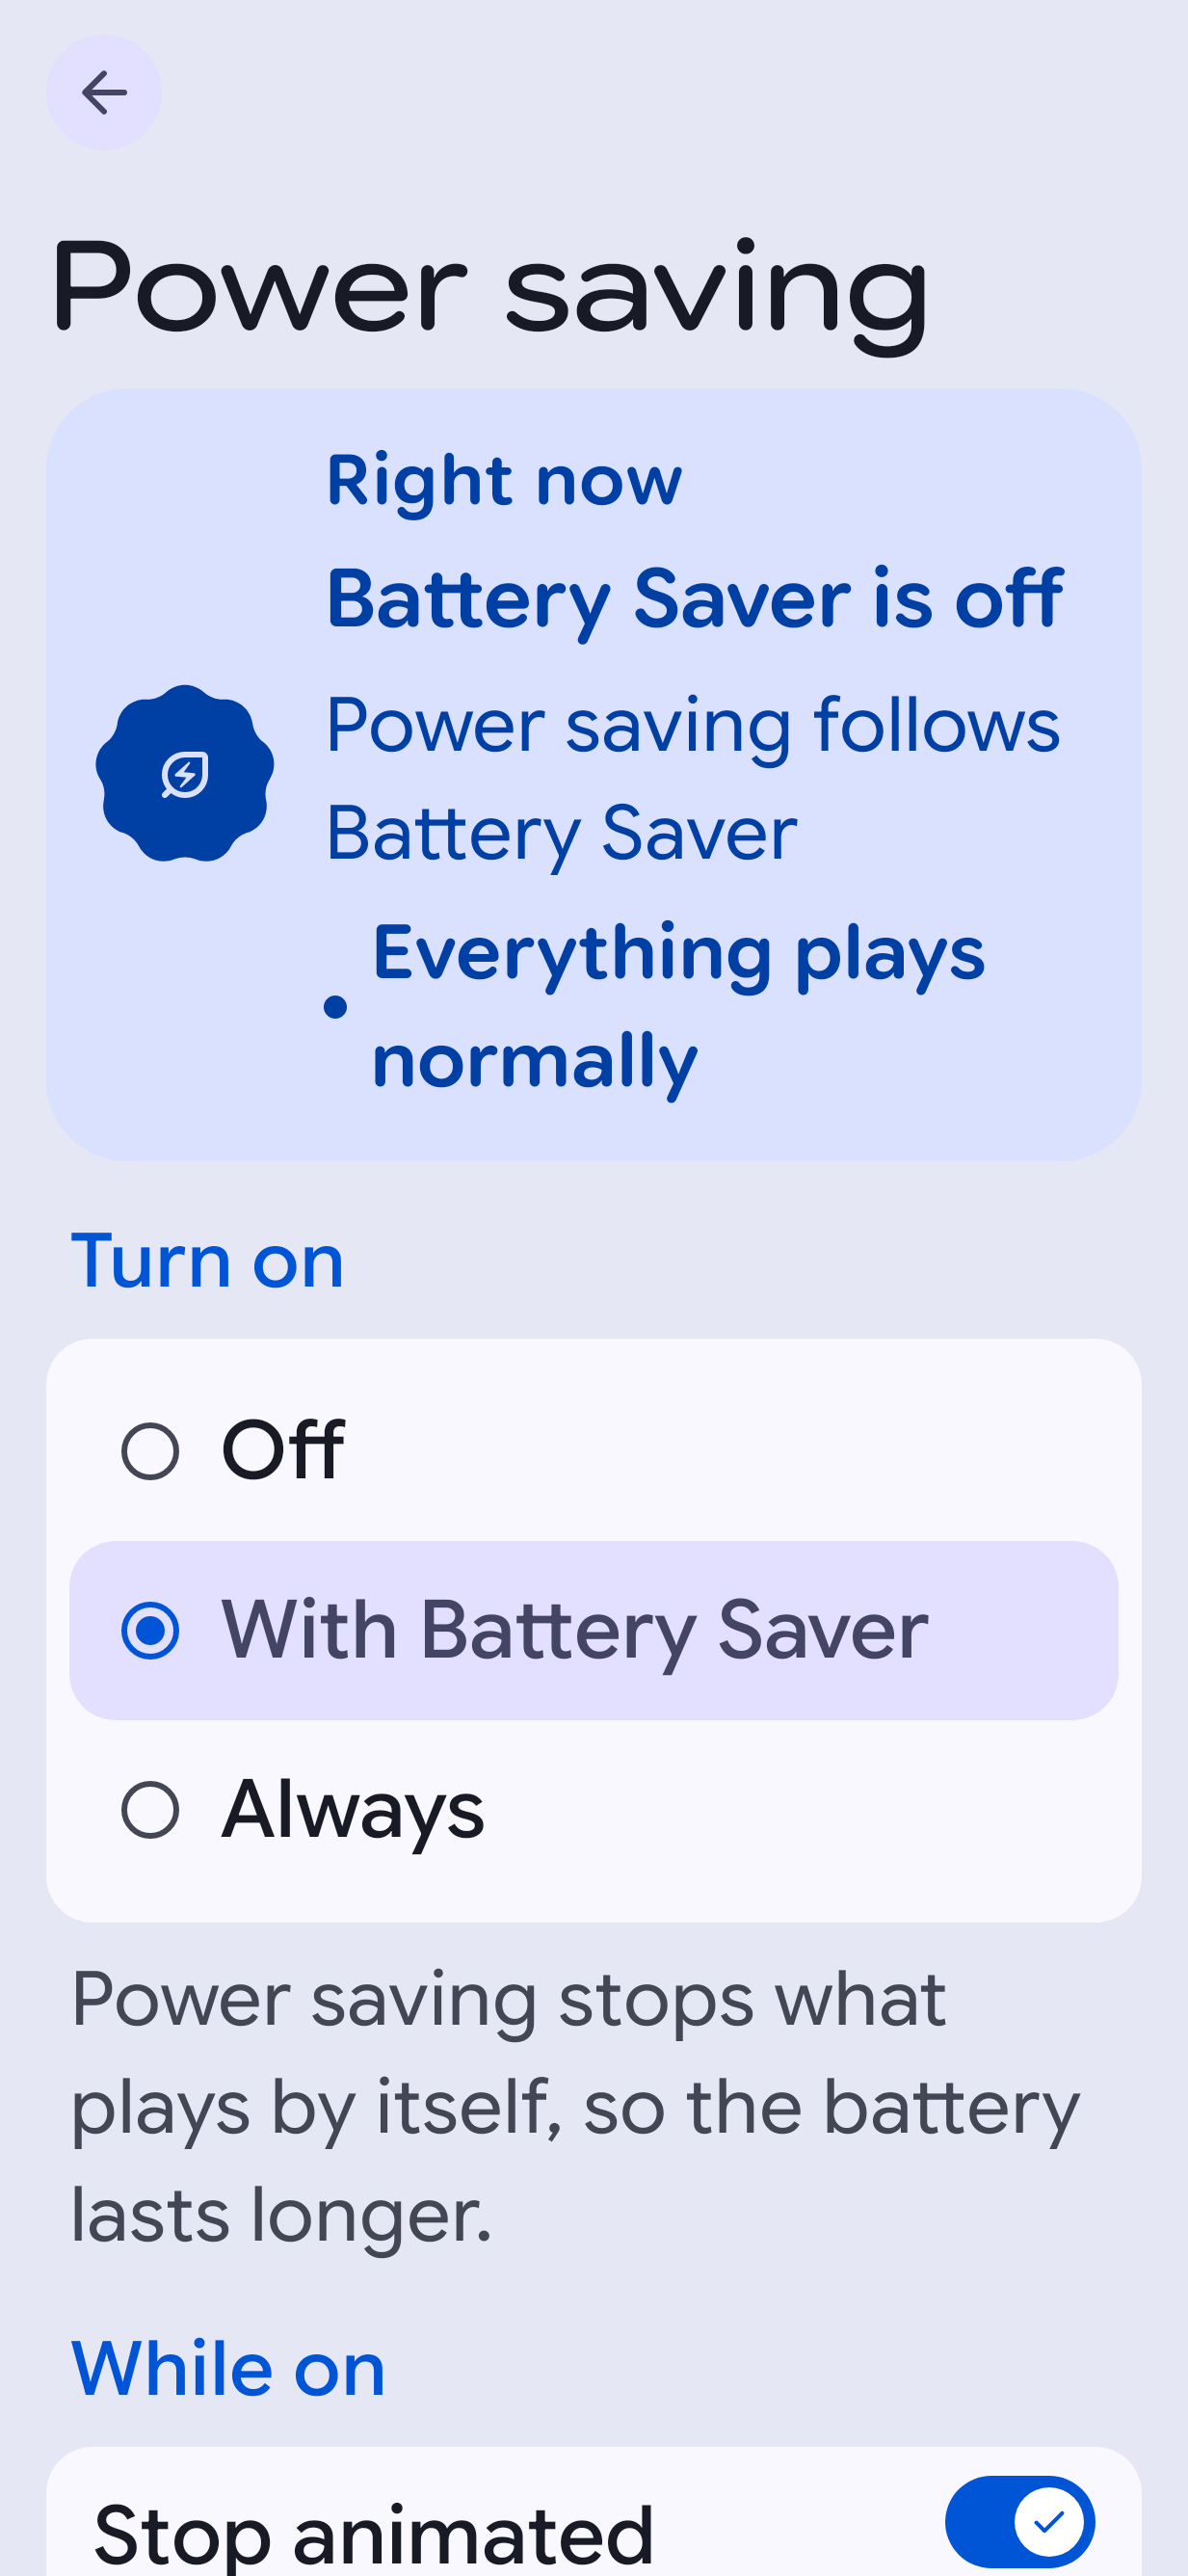 Power saving
Right now
Battery Saver is off
Power saving follows
Battery Saver
Everything plays
normally
Turn on
Off
With Battery Saver
Always
Power saving stops what
plays by itself, so the battery
lasts longer.
While on
Stop animated